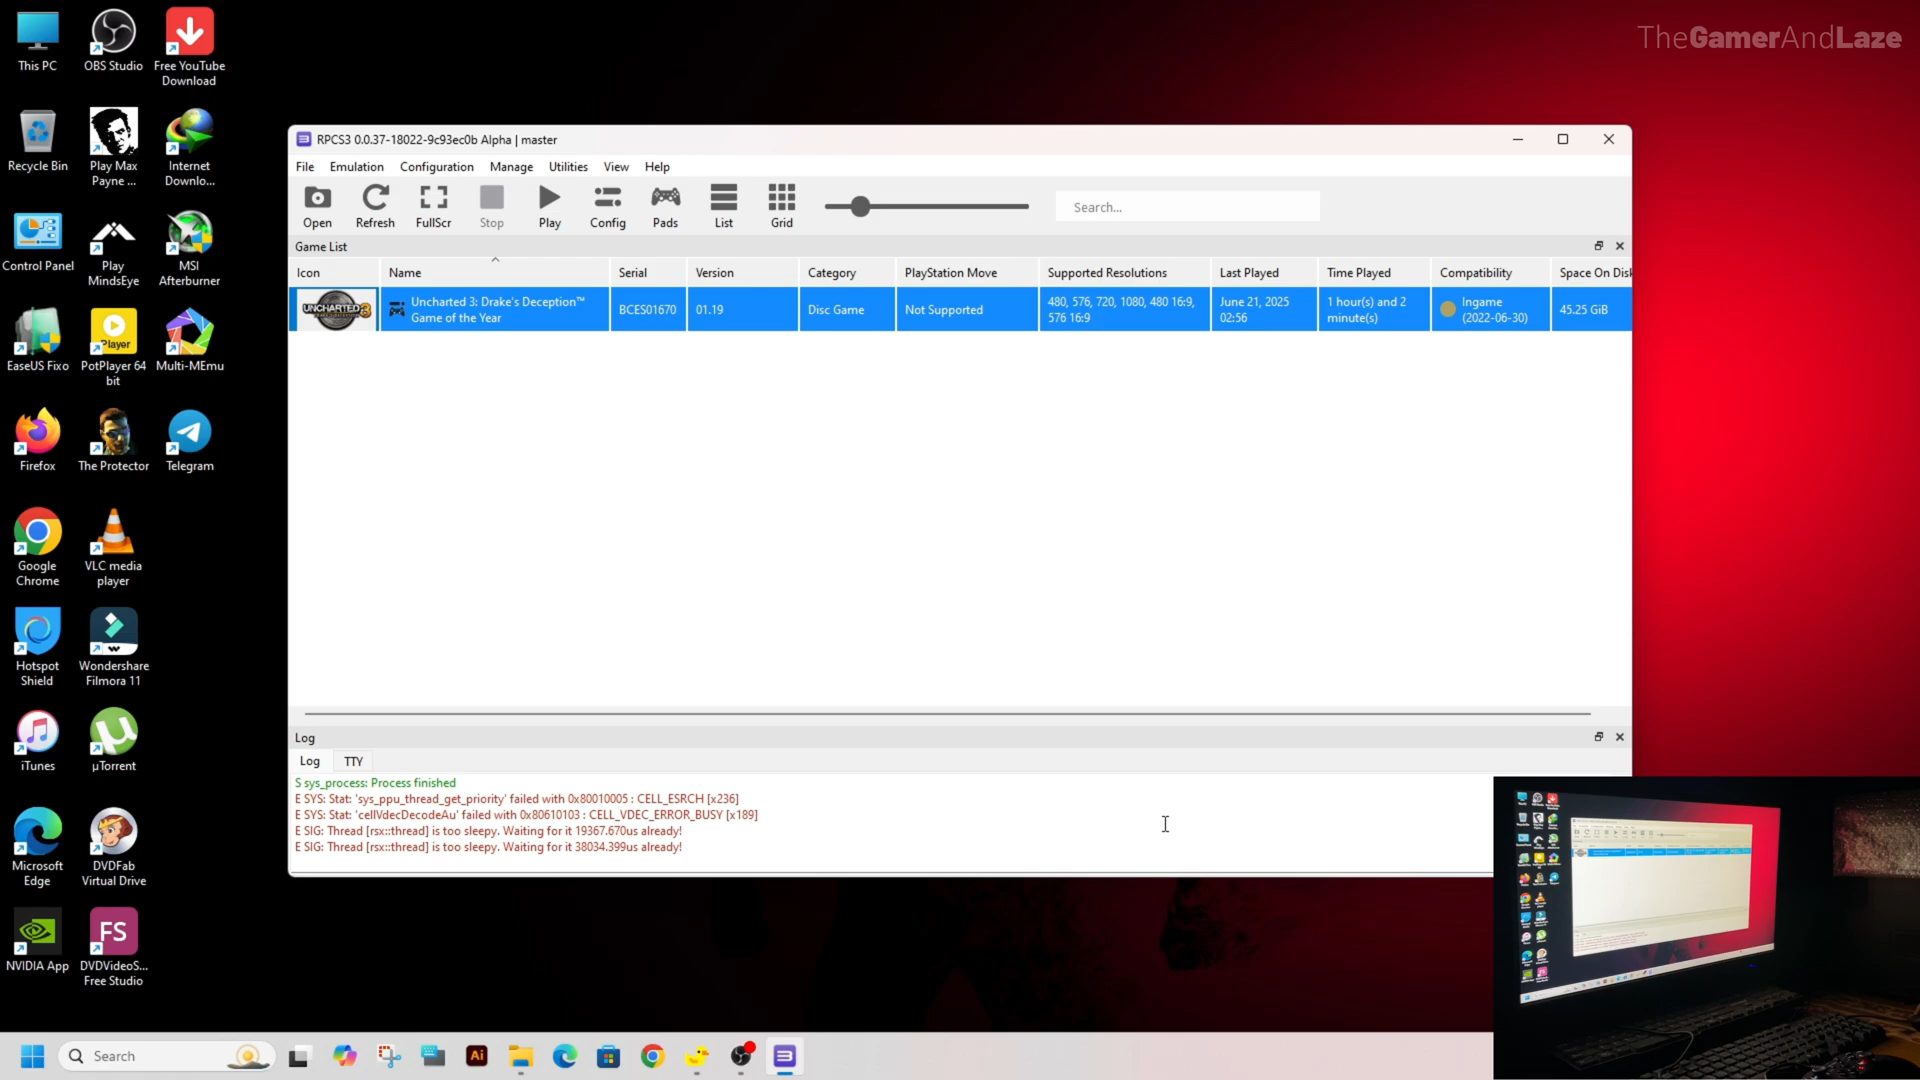 TheGamerAndLaze
This PC
OBS Studio
Free YouTube
Download
Recycle Bin
Play Max
Payne ...
Internet
Downlo...
Control Panel
Play
MindsEye
MSI
Afterburner
EaseUS Fixo
Player
PotPlayer 64
bit
Multi-MEmu
Firefox
The Protector
Telegram
Google
Chrome
VLC media
player
Hotspot
Shield
Wondershare
Filmora 11
iTunes
µTorrent
Microsoft
Edge
DVDFab
Virtual Drive
FS
NVIDIA App
DVDVideoS...
Free Studio
RPCS3 0.0.37-18022-9c93ec0b Alpha | master
File Emulation Configuration Manage Utilities View Help
Open Refresh FullScr Stop Play Config Pads List Grid
Search...
Game List
Icon Name Serial Version Category PlayStation Move Supported Resolutions Last Played Time Played Compatibility Space On Disk
UNCHARTED 3
Uncharted 3: Drake's Deception™
Game of the Year
BCES01670
01.19
Disc Game
Not Supported
480, 576, 720, 1080, 480 16:9,
576 16:9
June 21, 2025
02:56
1 hour(s) and 2
minute(s)
Ingame
(2022-06-30)
45.25 GiB
Log
Log TTY
S sys_process: Process finished
E SYS: Stat: 'sys_ppu_thread_get_priority' failed with 0x80010005 : CELL_ESRCH [x236]
E SYS: Stat: 'cellVdecDecodeAu' failed with 0x80610103 : CELL_VDEC_ERROR_BUSY [x189]
E SIG: Thread [rsx::thread] is too sleepy. Waiting for it 19367.670us already!
E SIG: Thread [rsx::thread] is too sleepy. Waiting for it 38034.399us already!
Search
Ai